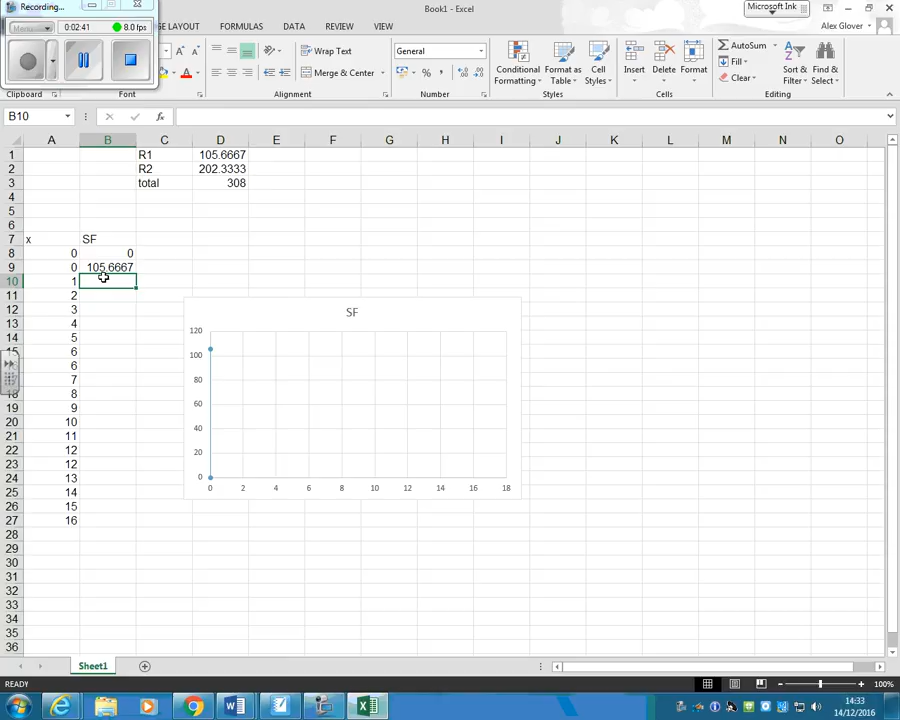 Recording...
Menu
00:02:41
8.0 fps
Book1 - Excel
Microsoft Ink
LAYOUT
FORMULAS
DATA
REVIEW
VIEW
Alex Glover
Wrap Text
Merge & Center
General
%
Conditional
Formatting
Format as
Table
Cell
Styles
Insert
Delete
Format
AutoSum
Fill
Clear
Sort &
Filter
Find &
Select
Clipboard
Font
Alignment
Number
Styles
Cells
Editing
B10
fx
A B C D E F G H I J K L M N O
1 R1 105.6667
2 R2 202.3333
3 total 308
4
5
6
7 x SF
8 0 0
9 0 105.6667
10 1
11 2
12 3
13 4
14 5
15 6
6
7
18 8
19 9
20 10
21 11
22 12
23 12
24 13
25 14
26 15
27 16
28
29
30
31
32
33
34
35
36
SF
120
100
80
60
40
20
0
0 2 4 6 8 10 12 14 16 18
Sheet1
READY
100%
14:33
14/12/2016